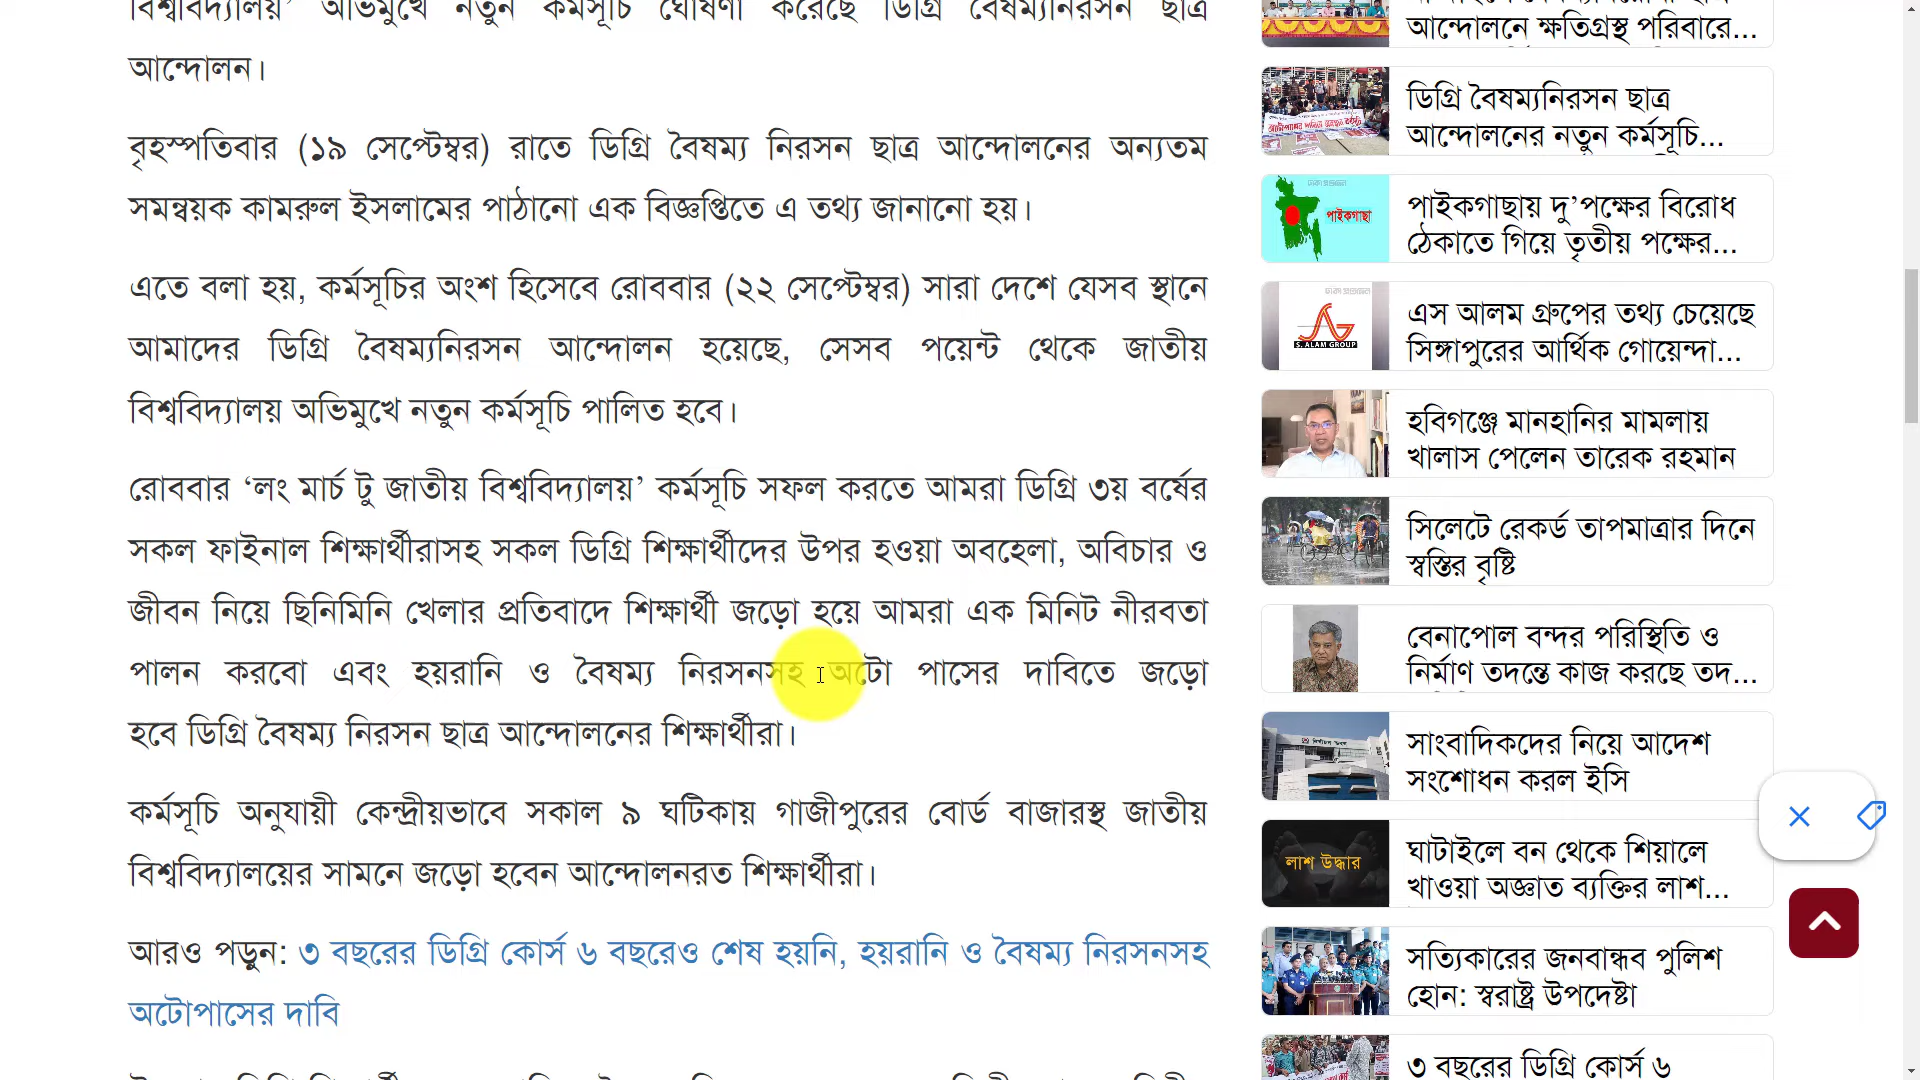 বিশ্ববিদ্যালয়’ অভিমুখে নতুন কর্মসূচি ঘোষণা করেছে ডিগ্রি বৈষম্যনিরসন ছাত্র
আন্দোলন।
বৃহস্পতিবার (১৯ সেপ্টেম্বর) রাতে ডিগ্রি বৈষম্য নিরসন ছাত্র আন্দোলনের অন্যতম
সমন্বয়ক কামরুল ইসলামের পাঠানো এক বিজ্ঞপ্তিতে এ তথ্য জানানো হয়।
এতে বলা হয়, কর্মসূচির অংশ হিসেবে রোববার (২২ সেপ্টেম্বর) সারা দেশে যেসব স্থানে
আমাদের ডিগ্রি বৈষম্যনিরসন আন্দোলন হয়েছে, সেসব পয়েন্ট থেকে জাতীয়
বিশ্ববিদ্যালয় অভিমুখে নতুন কর্মসূচি পালিত হবে।
রোববার ‘লং মার্চ টু জাতীয় বিশ্ববিদ্যালয়’ কর্মসূচি সফল করতে আমরা ডিগ্রি ৩য় বর্ষের
সকল ফাইনাল শিক্ষার্থীরাসহ সকল ডিগ্রি শিক্ষার্থীদের উপর হওয়া অবহেলা, অবিচার ও
জীবন নিয়ে ছিনিমিনি খেলার প্রতিবাদে শিক্ষার্থী জড়ো হয়ে আমরা এক মিনিট নীরবতা
পালন করবো এবং হয়রানি ও বৈষম্য নিরসনসহ অটো পাসের দাবিতে জড়ো
হবে ডিগ্রি বৈষম্য নিরসন ছাত্র আন্দোলনের শিক্ষার্থীরা।
কর্মসূচি অনুযায়ী কেন্দ্রীয়ভাবে সকাল ৯ ঘটিকায় গাজীপুরের বোর্ড বাজারস্থ জাতীয়
বিশ্ববিদ্যালয়ের সামনে জড়ো হবেন আন্দোলনরত শিক্ষার্থীরা।
আরও পড়ুন: ৩ বছরের ডিগ্রি কোর্স ৬ বছরেও শেষ হয়নি, হয়রানি ও বৈষম্য নিরসনসহ
অটোপাসের দাবি
আন্দোলনে ক্ষতিগ্রস্থ পরিবারে...
ডিগ্রি বৈষম্যনিরসন ছাত্র
আন্দোলনের নতুন কর্মসূচি...
পাইকগাছা
পাইকগাছায় দু’পক্ষের বিরোধ
ঠেকাতে গিয়ে তৃতীয় পক্ষের...
S. ALAM GROUP
এস আলম গ্রুপের তথ্য চেয়েছে
সিঙ্গাপুরের আর্থিক গোয়েন্দা...
হবিগঞ্জে মানহানির মামলায়
খালাস পেলেন তারেক রহমান
সিলেটে রেকর্ড তাপমাত্রার দিনে
স্বস্তির বৃষ্টি
বেনাপোল বন্দর পরিস্থিতি ও
নির্মাণ তদন্তে কাজ করছে তদ...
সাংবাদিকদের নিয়ে আদেশ
সংশোধন করল ইসি
লাশ উদ্ধার
ঘাটাইলে বন থেকে শিয়ালে
খাওয়া অজ্ঞাত ব্যক্তির লাশ...
সত্যিকারের জনবান্ধব পুলিশ
হোন: স্বরাষ্ট্র উপদেষ্টা
৩ বছরের ডিগ্রি কোর্স ৬